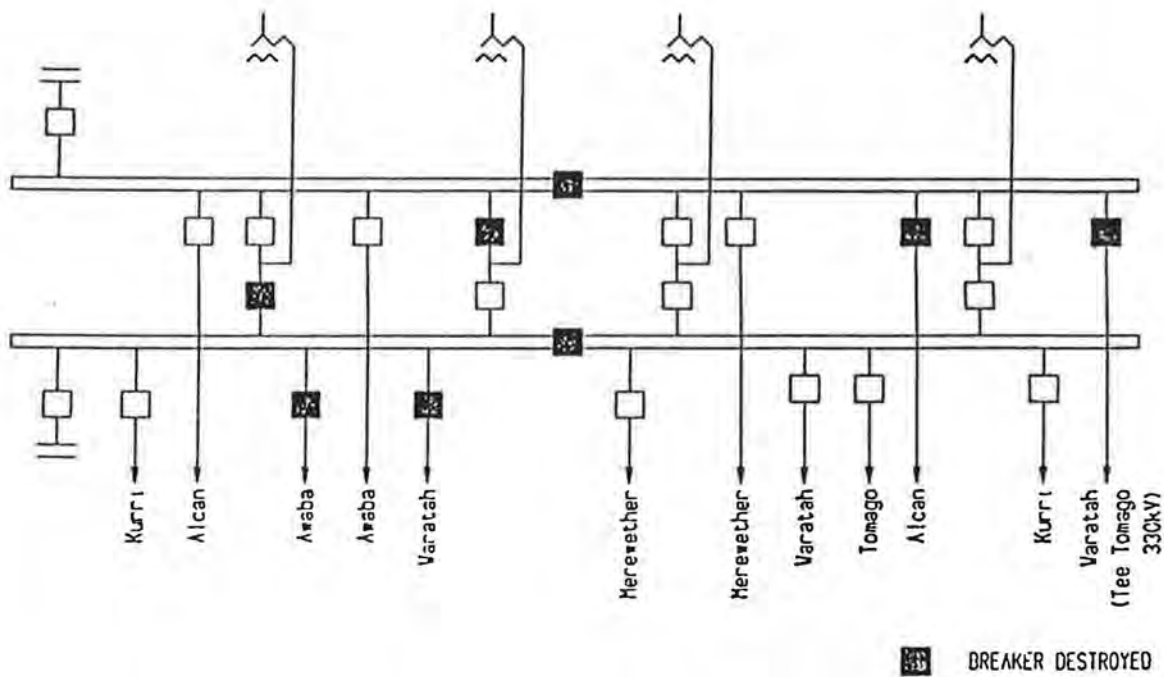 Kurri
Alcan
Awaba
Awaba
Varatah
Merewether
Merewether
Varatah
Tomago
Alcan
Kurri
Varatah
(Tee Tomago
330kV)
BREAKER DESTROYED